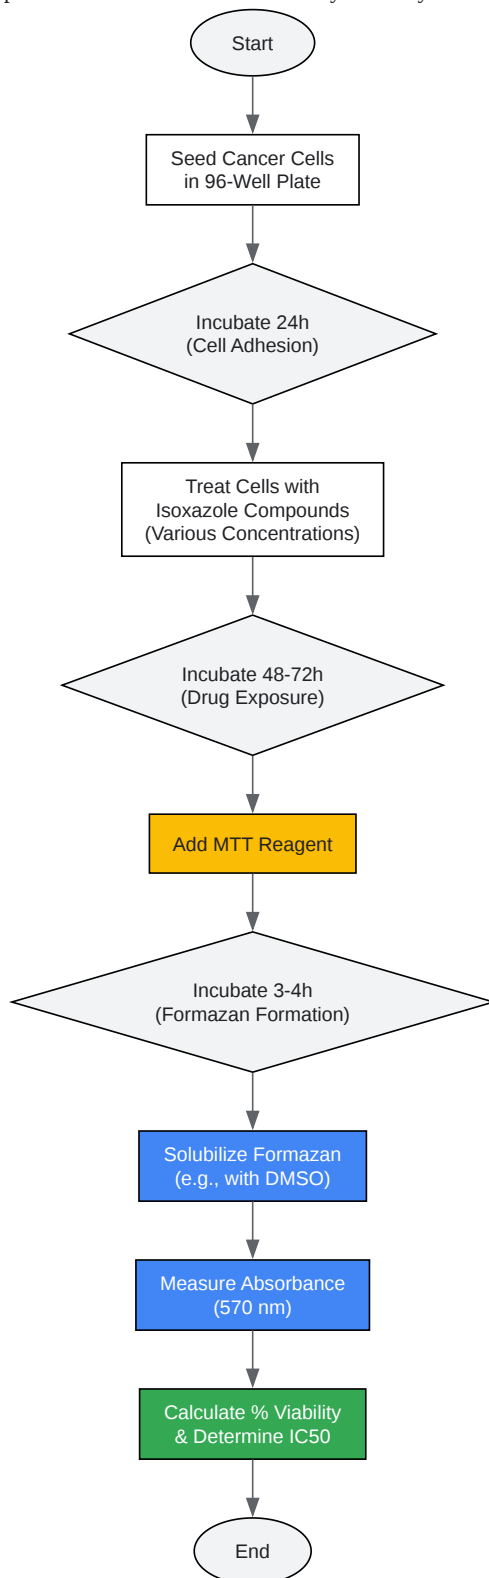 Start
Seed Cancer Cells
in 96-Well Plate
Incubate 24h
(Cell Adhesion)
Treat Cells with
Isoxazole Compounds
(Various Concentrations)
Incubate 48-72h
(Drug Exposure)
Add MTT Reagent
Incubate 3-4h
(Formazan Formation)
Solubilize Formazan
(e.g., with DMSO)
Measure Absorbance
(570 nm)
Calculate % Viability
& Determine IC50
End